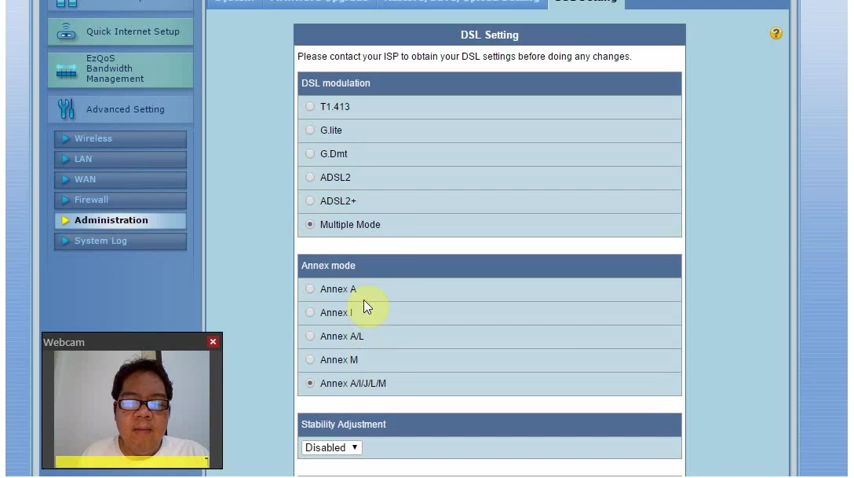 DSL Setting
Quick Internet Setup
Please contact your ISP to obtain your DSL settings before doing any changes.
EzQoS
Bandwidth
Management
DSL modulation
Advanced Setting
T1.413
G.lite
Wireless
G.Dmt
LAN
ADSL2
WAN
ADSL2+
Firewall
Multiple Mode
Administration
System Log
Annex mode
Annex A
Annex I
Annex A/L
Annex M
Annex A/I/J/L/M
Webcam
Stability Adjustment
Disabled